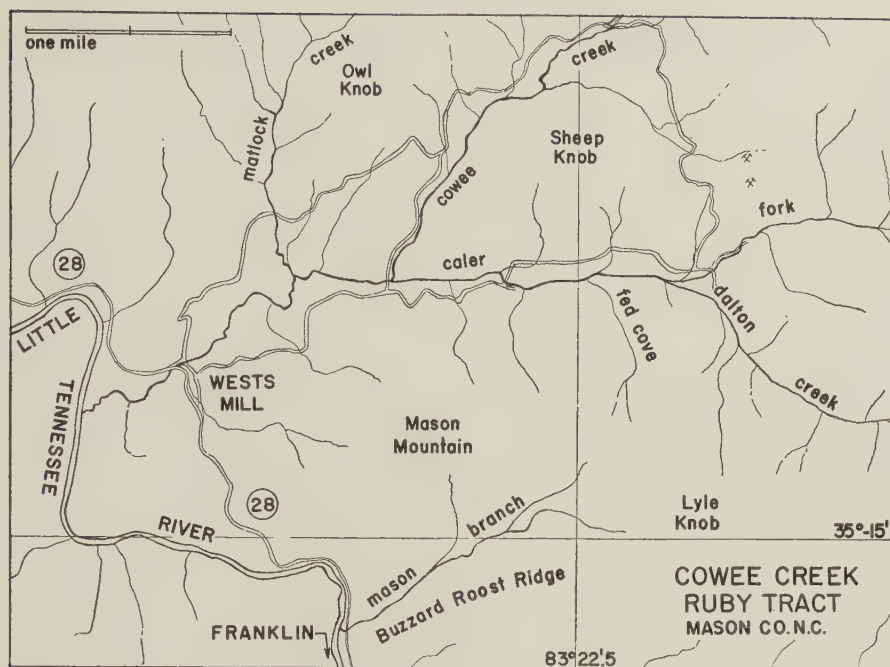 one mile
creek
Owl
Knob
creek
matlock
Sheep
Knob
cowee
fork
28
caler
LITTLE
fed cove
dalton
TENNESSEE
WESTS
MILL
creek
Mason
Mountain
28
RIVER
branch
Lyle
Knob
35°-15'
mason
Buzzard Roost Ridge
COWEE CREEK
RUBY TRACT
MASON CO. N.C.
FRANKLIN
83°22'.5